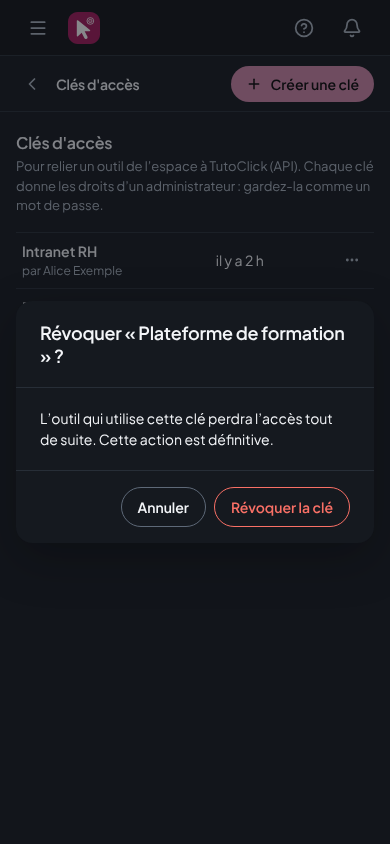 Clés d'accès
+ Créer une clé
Clés d'accès
Pour relier un outil de l'espace à TutoClick (API). Chaque clé
donne les droits d'un administrateur : gardez-la comme un
mot de passe.
Intranet RH
par Alice Exemple
il y a 2 h
Révoquer « Plateforme de formation
» ?
L'outil qui utilise cette clé perdra l'accès tout
de suite. Cette action est définitive.
Annuler
Révoquer la clé